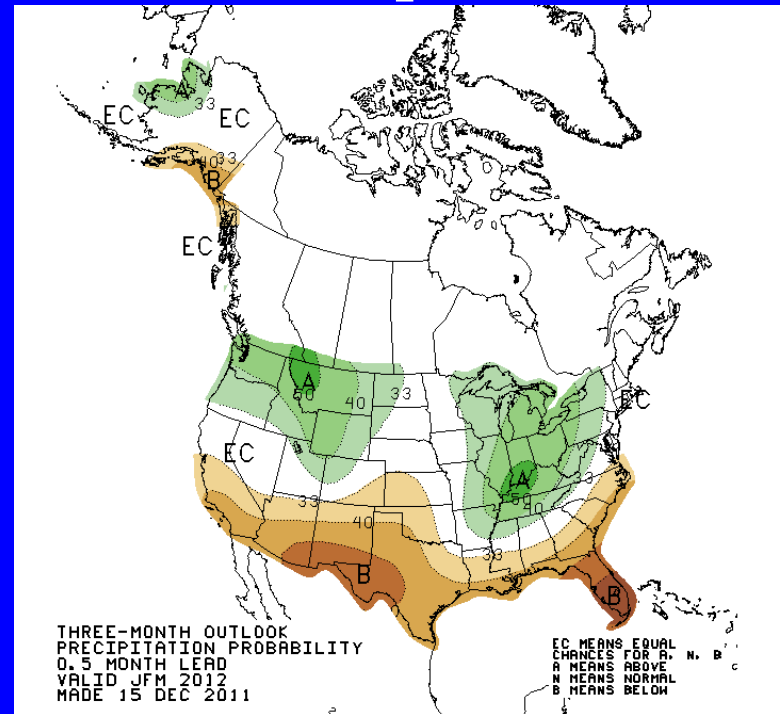 A
33
EC
EC
40 33
B
EC
A
50
40
33
EC
EC
A
50
40
33
33
40
33
B
B
THREE-MONTH OUTLOOK
PRECIPITATION PROBABILITY
0.5 MONTH LEAD
VALID JFM 2012
MADE 15 DEC 2011
EC MEANS EQUAL
CHANCES FOR A, N, B
A MEANS ABOVE
N MEANS NORMAL
B MEANS BELOW